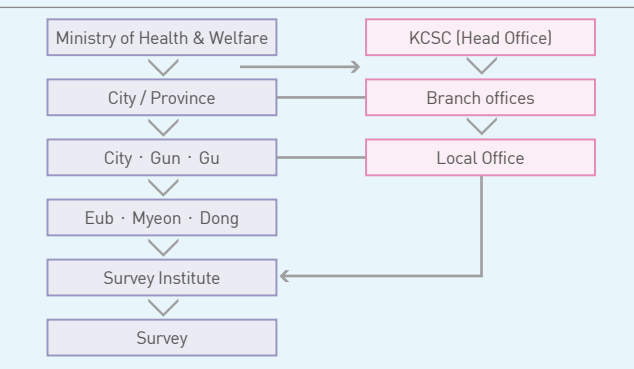 Ministry of Health & Welfare
KCSC (Head Office)
City / Province
Branch offices
City · Gun · Gu
Local Office
Eub · Myeon · Dong
Survey Institute
Survey